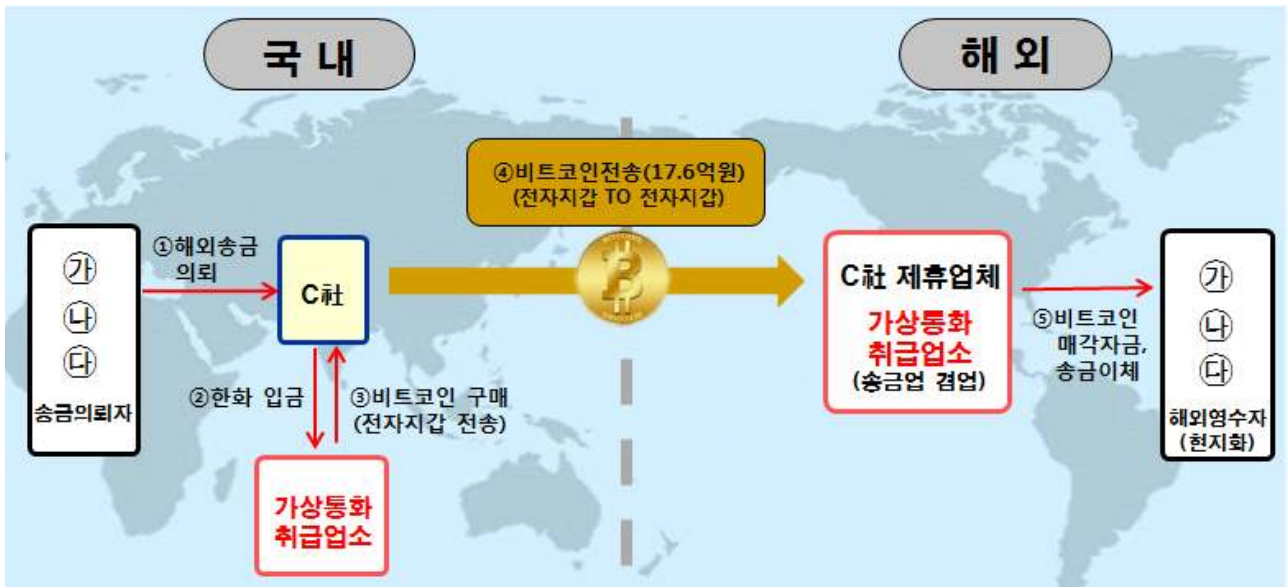 국 내
해 외
④비트코인전송(17.6억원)
(전자지갑 TO 전자지갑)
㉮
㉯
㉰
송금의뢰자
①해외송금
의뢰
C社
②한화 입금
③비트코인 구매
(전자지갑 전송)
가상통화
취급업소
C社 제휴업체
가상통화
취급업소
(송금업 겸업)
⑤비트코인
매각자금,
송금이체
㉮
㉯
㉰
해외영수자
(현지화)